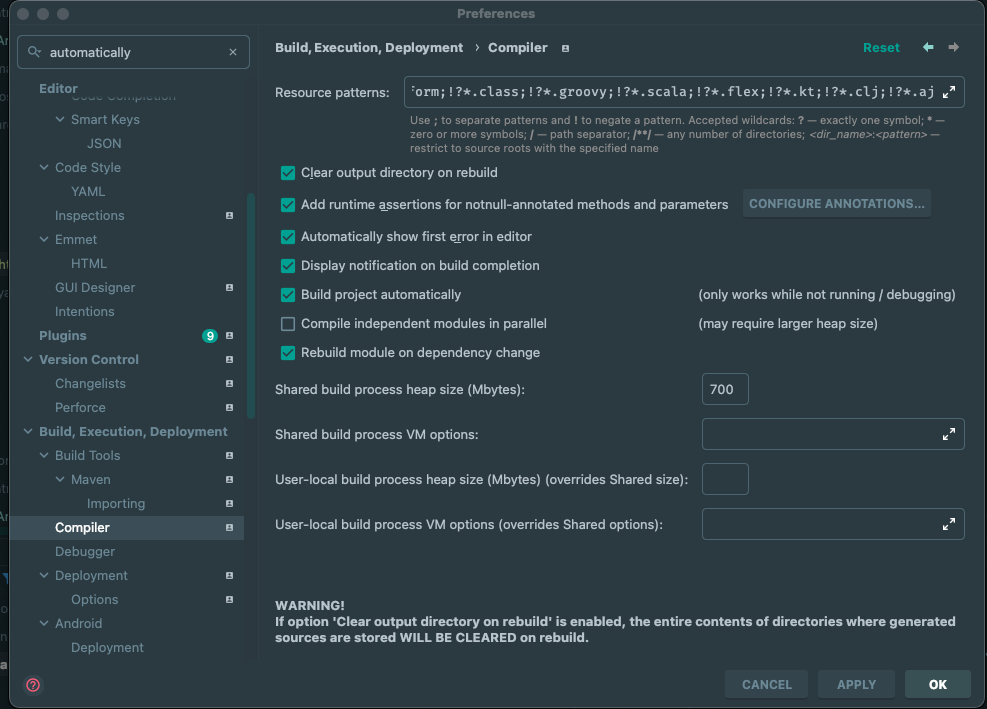 Preferences
automatically
Editor
Code Completion
Smart Keys
JSON
Code Style
YAML
Inspections
Emmet
HTML
GUI Designer
Intentions
Plugins 9
Version Control
Changelists
Perforce
Build, Execution, Deployment
Build Tools
Maven
Importing
Compiler
Debugger
Deployment
Options
Android
Deployment
Build, Execution, Deployment › Compiler
Reset
Resource patterns: orm;!?*.class;!?*.groovy;!?*.scala;!?*.flex;!?*.kt;!?*.clj;!?*.aj
Use ; to separate patterns and ! to negate a pattern. Accepted wildcards: ? — exactly one symbol; * —
zero or more symbols; / — path separator; /**/ — any number of directories; <dir_name>:<pattern> —
restrict to source roots with the specified name
Clear output directory on rebuild
Add runtime assertions for notnull-annotated methods and parameters CONFIGURE ANNOTATIONS...
Automatically show first error in editor
Display notification on build completion
Build project automatically (only works while not running / debugging)
Compile independent modules in parallel (may require larger heap size)
Rebuild module on dependency change
Shared build process heap size (Mbytes): 700
Shared build process VM options:
User-local build process heap size (Mbytes) (overrides Shared size):
User-local build process VM options (overrides Shared options):
WARNING!
If option 'Clear output directory on rebuild' is enabled, the entire contents of directories where generated
sources are stored WILL BE CLEARED on rebuild.
?
CANCEL APPLY OK